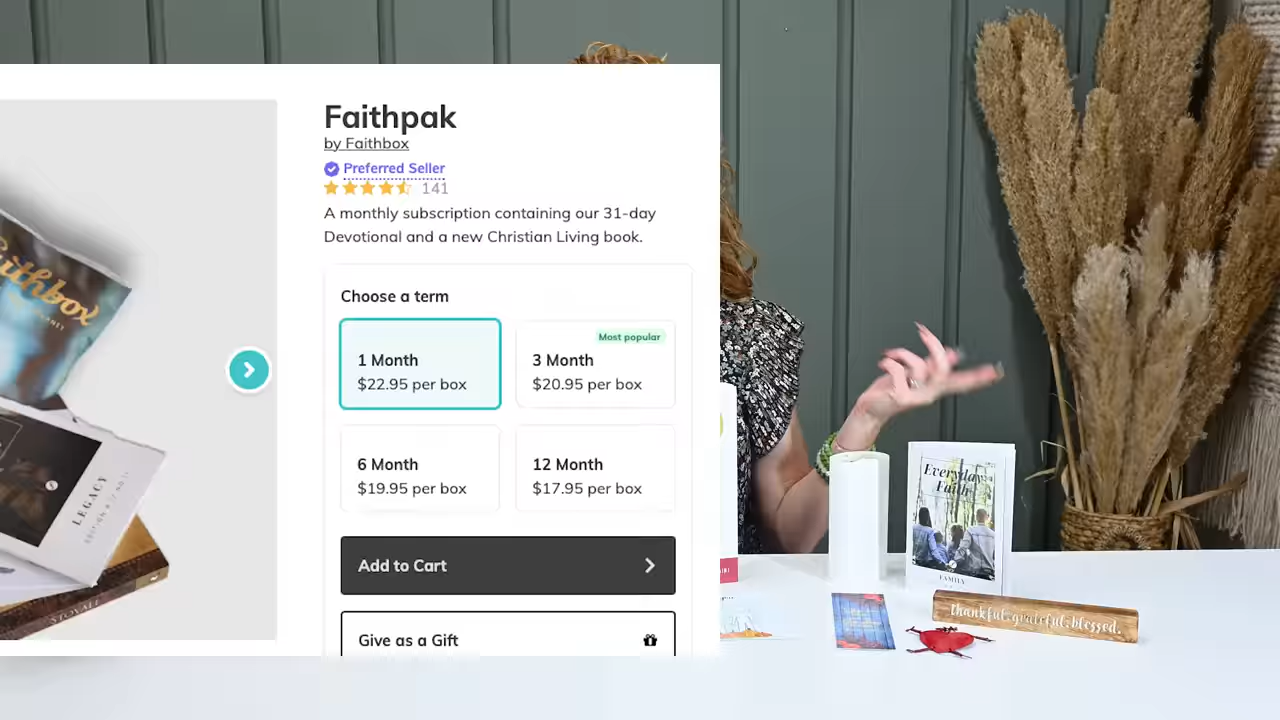 Faithpak
by Faithbox
Preferred Seller
141
A monthly subscription containing our 31-day
Devotional and a new Christian Living book.
Choose a term
1 Month
$22.95 per box
Most popular
3 Month
$20.95 per box
6 Month
$19.95 per box
12 Month
$17.95 per box
Add to Cart
Give as a Gift
LEGACY
STOVALL
Everyday
Faith
FAMILY
thankful.grateful.blessed.